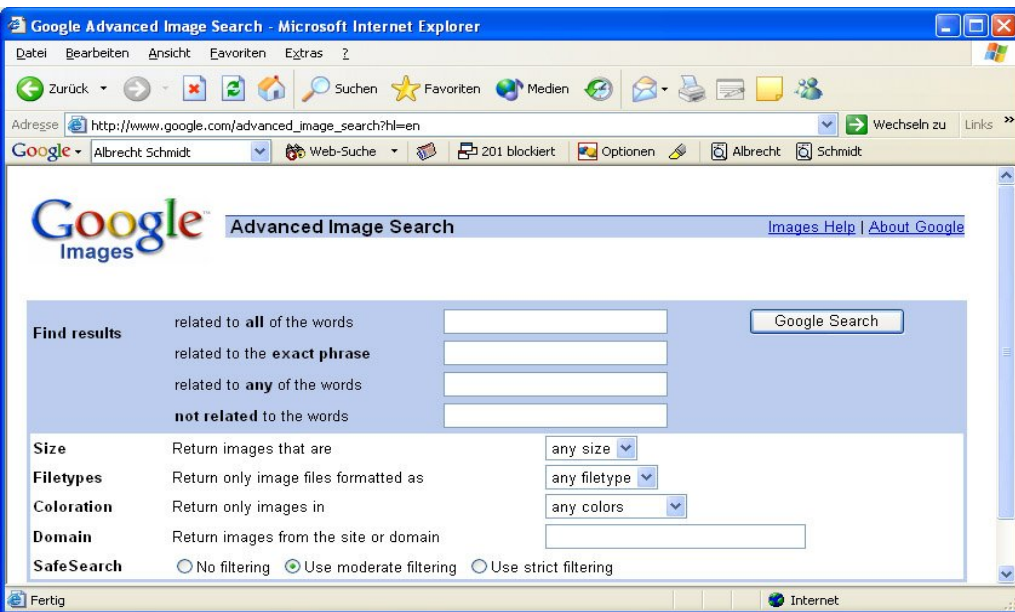 Google Advanced Image Search - Microsoft Internet Explorer
Datei Bearbeiten Ansicht Favoriten Extras ?
Zurück Suchen Favoriten Medien
Adresse http://www.google.com/advanced_image_search?hl=en Wechseln zu Links »
Google Albrecht Schmidt Web-Suche 201 blockiert Optionen Albrecht Schmidt
Google™ Images
Advanced Image Search Images Help | About Google
Find results
related to all of the words Google Search
related to the exact phrase
related to any of the words
not related to the words
Size Return images that are any size
Filetypes Return only image files formatted as any filetype
Coloration Return only images in any colors
Domain Return images from the site or domain
SafeSearch No filtering Use moderate filtering Use strict filtering
Fertig Internet